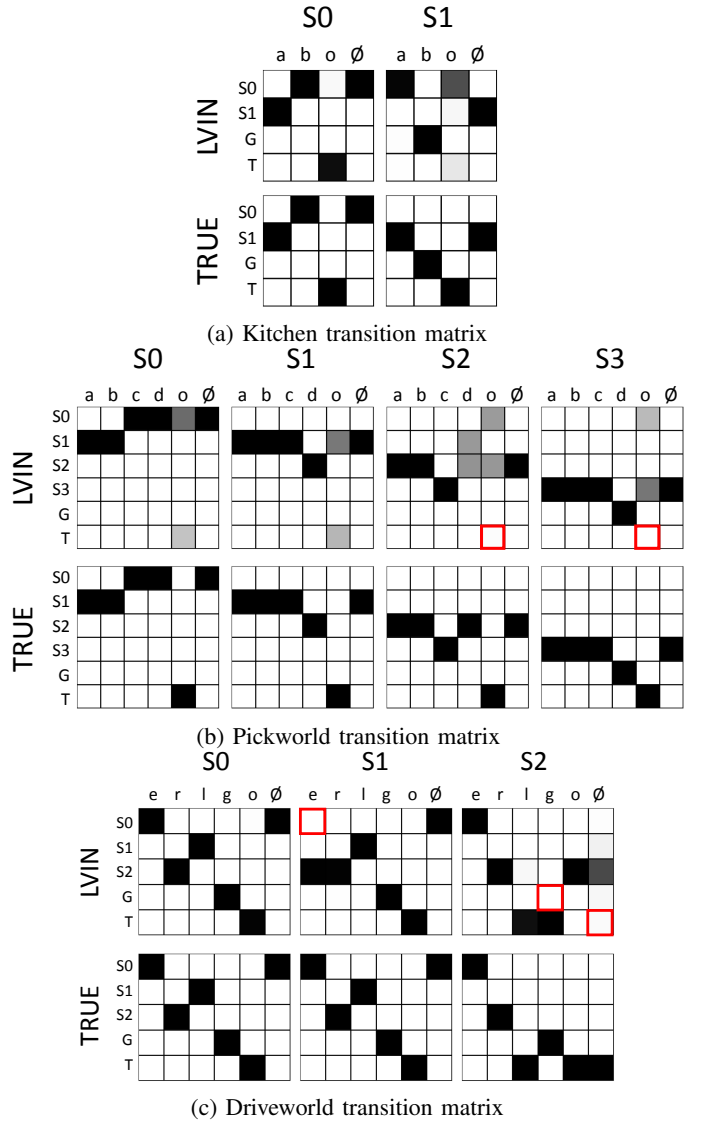 S0 S1
a b o Ø a b o Ø
LVIN
S0
S1
G
T
TRUE
S0
S1
G
T
(a) Kitchen transition matrix
S0 S1 S2 S3
a b c d o Ø a b c d o Ø a b c d o Ø a b c d o Ø
LVIN
S0
S1
S2
S3
G
T
TRUE
S0
S1
S2
S3
G
T
(b) Pickworld transition matrix
S0 S1 S2
e r l g o Ø e r l g o Ø e r l g o Ø
LVIN
S0
S1
S2
G
T
TRUE
S0
S1
S2
G
T
(c) Driveworld transition matrix